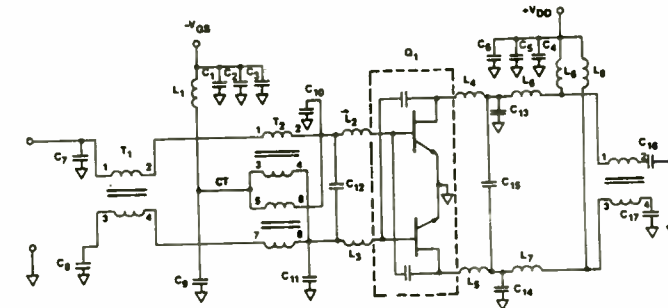 -VGS
+VDD
C1 C2 C3
Q1
C6 C5 C4
L1
C10
L8 L9
L4
L6
T2
1 2
L2
C13
C7
T1
1 2
3 4
CT
C12
C15
1 2
C16
5 6
3 4
3 4
C17
7 8
L3
L7
C8
C9
C11
L5
C14